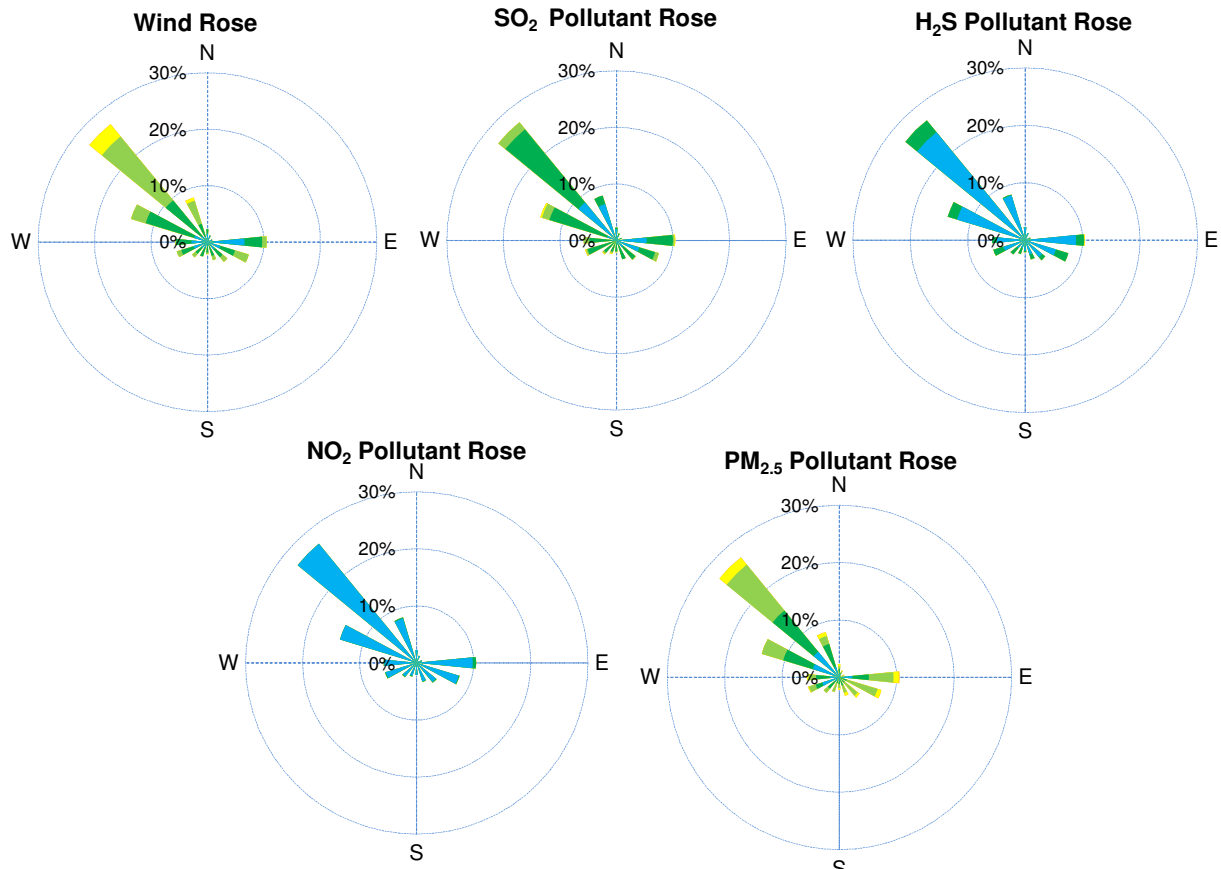 Wind Rose
N
30%
20%
10%
0%
W
E
S
SO₂ Pollutant Rose
N
30%
20%
10%
0%
W
E
S
H₂S Pollutant Rose
N
30%
20%
10%
0%
W
E
S
NO₂ Pollutant Rose
N
30%
20%
10%
0%
W
E
S
PM₂.₅ Pollutant Rose
N
30%
20%
10%
0%
W
E
S